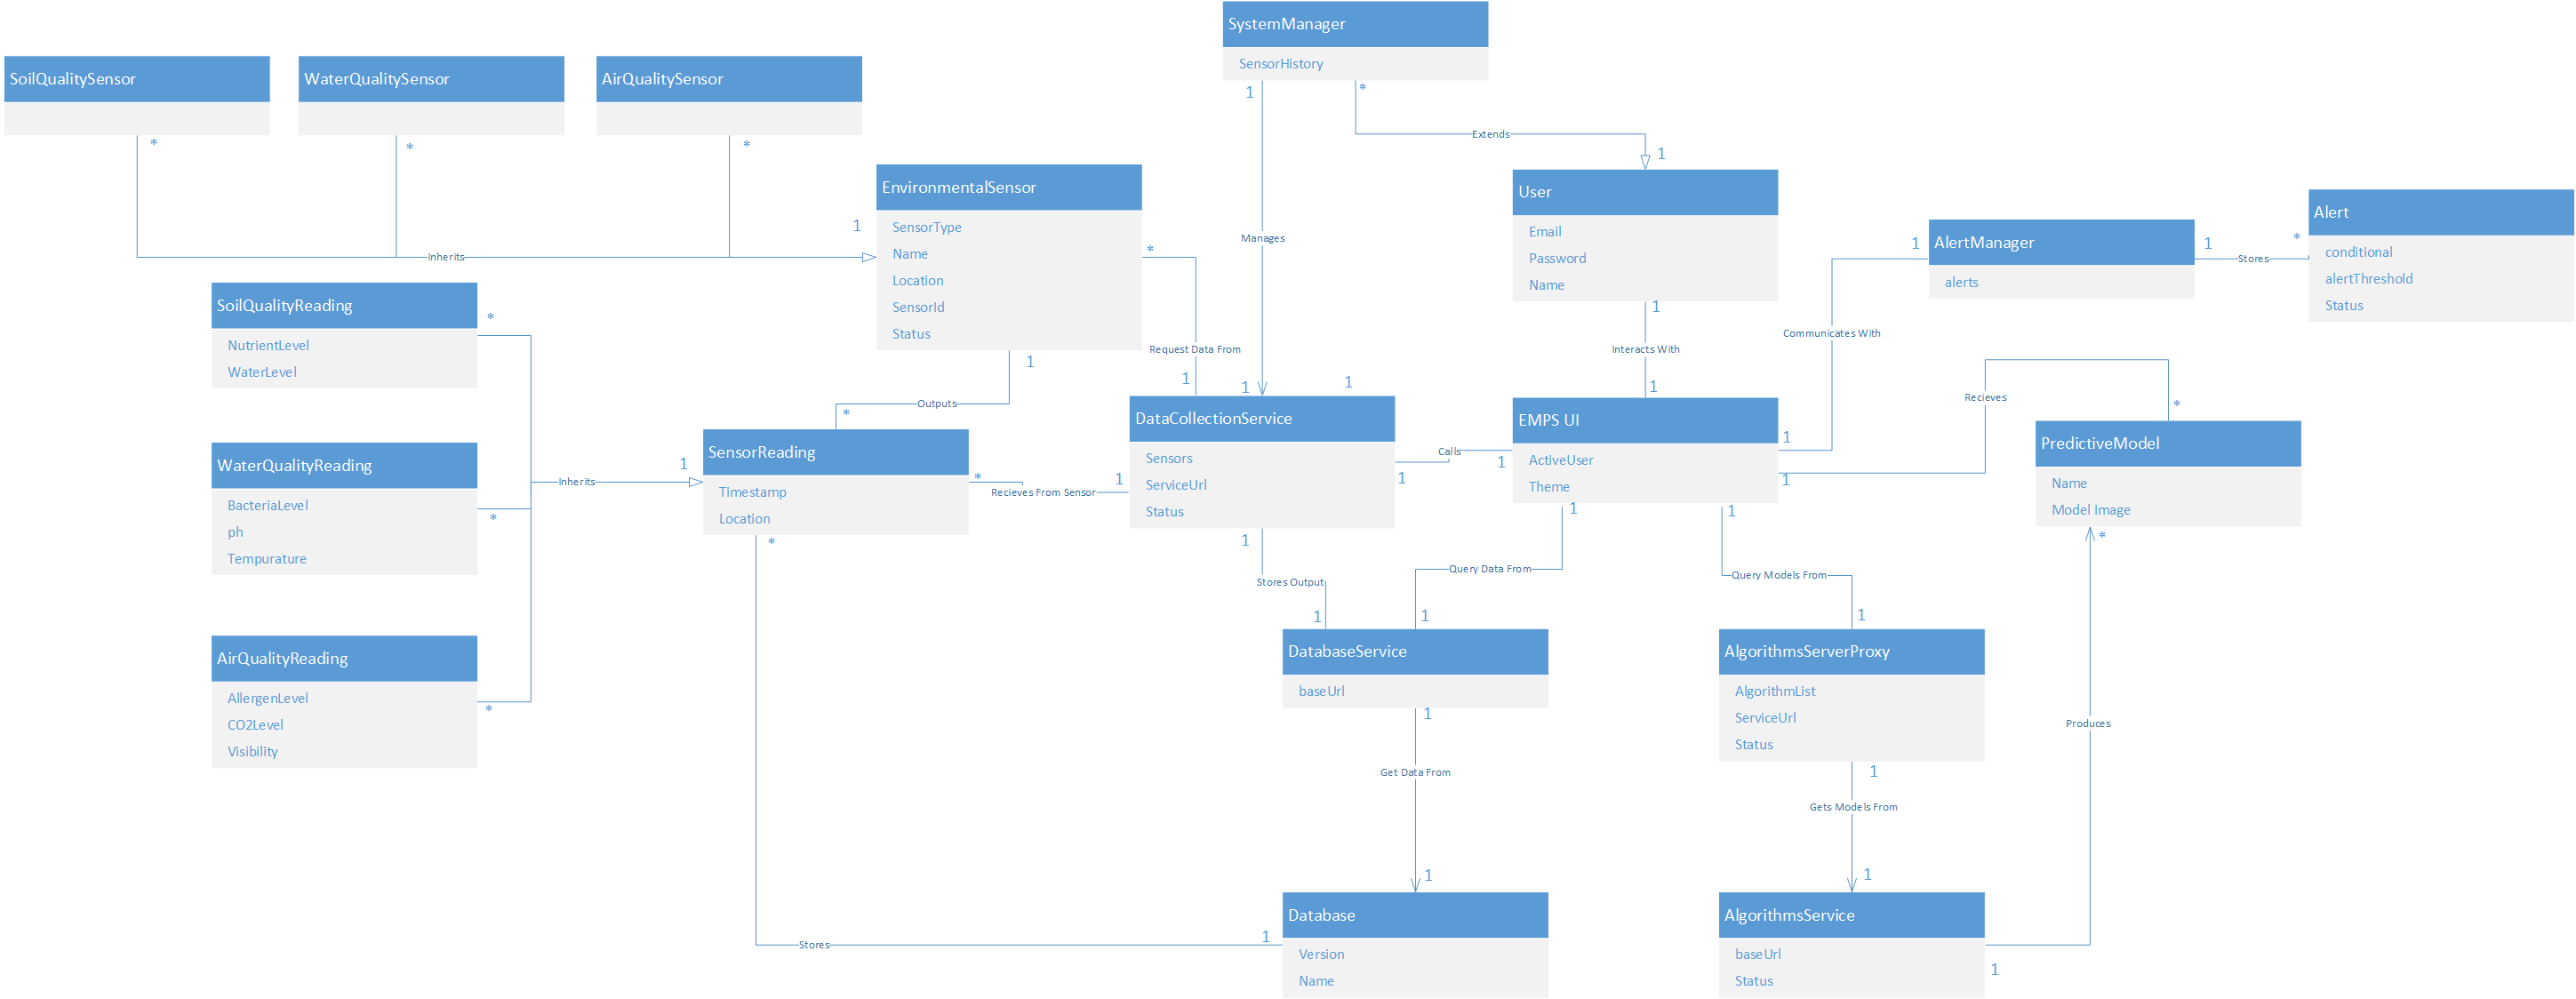 SystemManager
SensorHistory
1
*
SoilQualitySensor
*
WaterQualitySensor
*
AirQualitySensor
*
Extends
1
Manages
1
EnvironmentalSensor
SensorType
Name
Location
SensorId
Status
1
*
1
Inherits
User
Email
Password
Name
1
Interacts With
1
AlertManager
alerts
1
1
Stores
*
Alert
conditional
alertThreshold
Status
Communicates With
1
SoilQualityReading
NutrientLevel
WaterLevel
*
WaterQualityReading
BacteriaLevel
ph
Tempurature
*
AirQualityReading
AllergenLevel
CO2Level
Visibility
*
Inherits
1
Outputs
*
SensorReading
Timestamp
Location
*
*
Recieves From Sensor
1
Request Data From
1
1
DataCollectionService
Sensors
ServiceUrl
Status
1
1
Calls
1
EMPS UI
ActiveUser
Theme
1
1
1
Recieves
*
PredictiveModel
Name
Model Image
*
Stores Output
1
Query Data From
1
Query Models From
1
DatabaseService
baseUrl
1
Get Data From
1
AlgorithmsServerProxy
AlgorithmList
ServiceUrl
Status
1
Gets Models From
1
Produces
Stores
1
Database
Version
Name
AlgorithmsService
baseUrl
Status
1